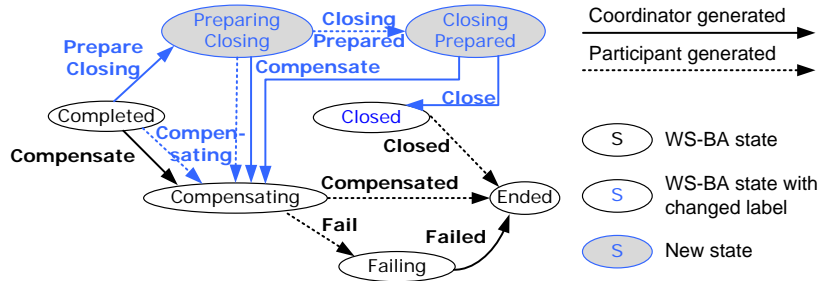 Preparing
Closing
Closing
Prepared
Closing
Prepared
Coordinator generated
Participant generated
Prepare
Closing
Compensate
Close
Completed
Compen-
sating
Compensate
Closed
Closed
Compensating
Compensated
Ended
Fail
Failed
Failing
S
WS-BA state
S
WS-BA state with
changed label
S
New state